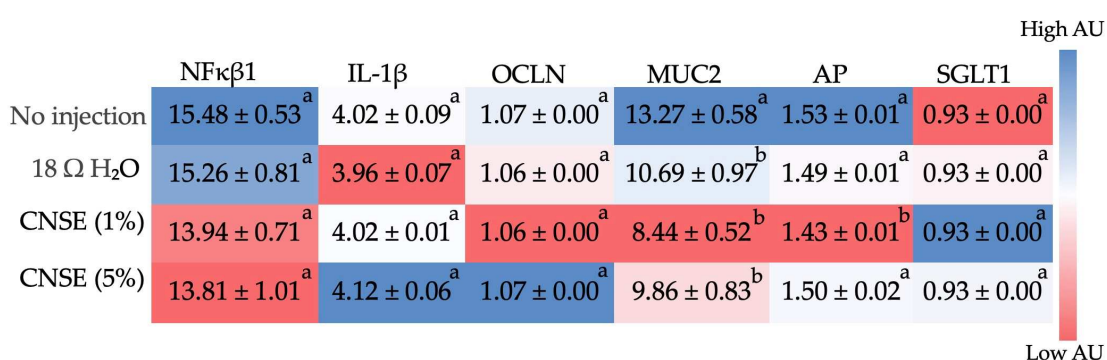 High AU
NFκβ1 IL-1β OCLN MUC2 AP SGLT1
No injection 15.48 ± 0.53a 4.02 ± 0.09a 1.07 ± 0.00a 13.27 ± 0.58a 1.53 ± 0.01a 0.93 ± 0.00a
18 Ω H₂O 15.26 ± 0.81a 3.96 ± 0.07a 1.06 ± 0.00a 10.69 ± 0.97b 1.49 ± 0.01a 0.93 ± 0.00a
CNSE (1%) 13.94 ± 0.71a 4.02 ± 0.01a 1.06 ± 0.00a 8.44 ± 0.52b 1.43 ± 0.01b 0.93 ± 0.00a
CNSE (5%) 13.81 ± 1.01a 4.12 ± 0.06a 1.07 ± 0.00a 9.86 ± 0.83b 1.50 ± 0.02a 0.93 ± 0.00a
Low AU